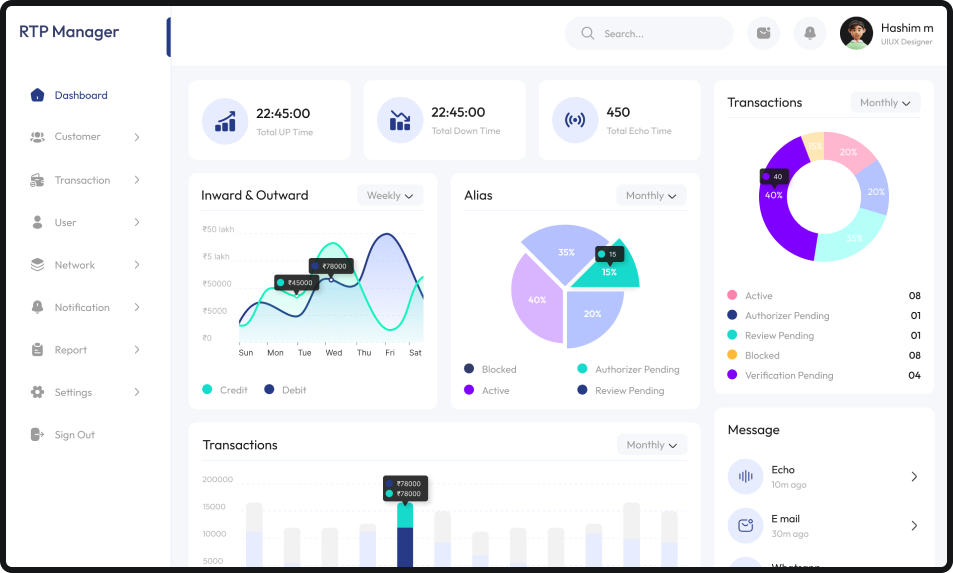 RTP Manager
Search...
Hashim m
UIUX Designer
Dashboard
Customer
Transaction
User
Network
Notification
Report
Settings
Sign Out
22:45:00
Total UP Time
22:45:00
Total Down Time
450
Total Echo Time
Inward & Outward
Weekly
₹50 lakh
₹5 lakh
₹50000
₹5000
₹0
₹45000
₹78000
Sun Mon Tue Wed Thu Fri Sat
Credit Debit
Alias
Monthly
35%
15
15%
40%
20%
Blocked
Authorizer Pending
Active
Review Pending
Transactions
Monthly
20%
20%
35%
40
40%
Active 08
Authorizer Pending 01
Review Pending 01
Blocked 08
Verification Pending 04
Transactions
Monthly
200000
15000
10000
5000
₹78000
₹78000
Message
Echo
10m ago
E mail
30m ago